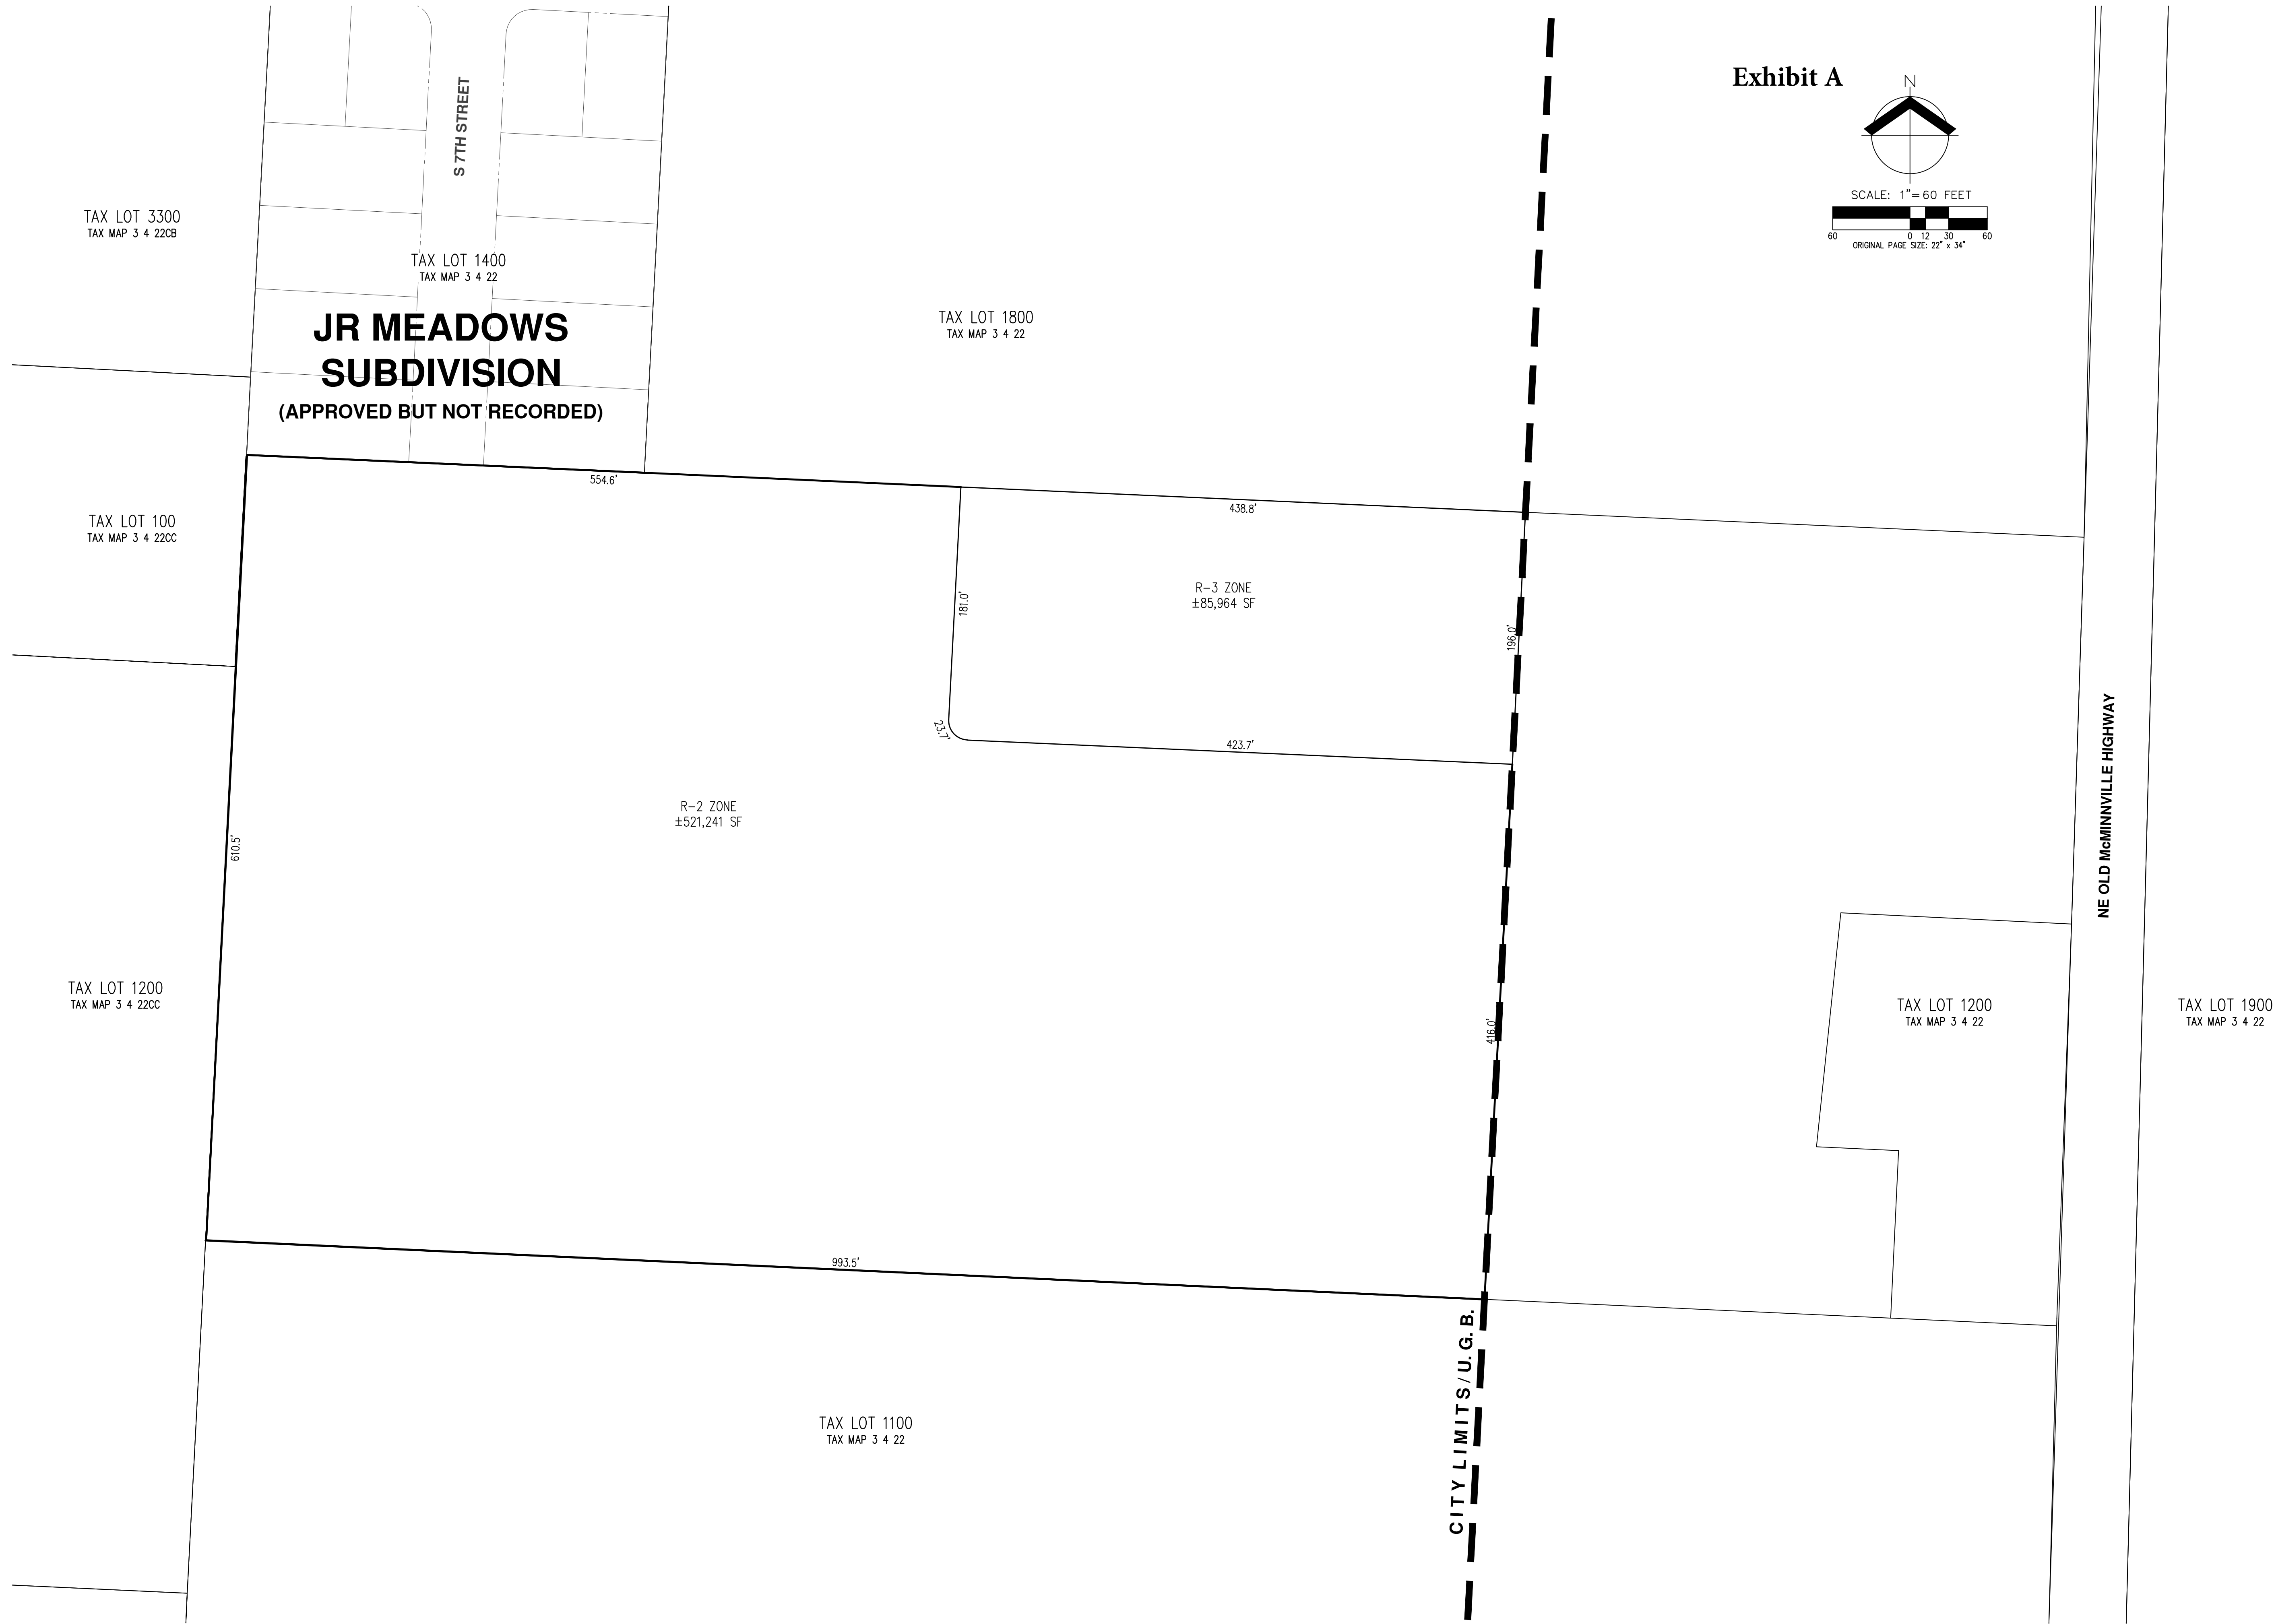 Exhibit A
N
SCALE: 1"=60 FEET
60 0 12 30 60
ORIGINAL PAGE SIZE: 22" x 34"
S 7TH STREET
TAX LOT 3300
TAX MAP 3 4 22CB
TAX LOT 1400
TAX MAP 3 4 22
JR MEADOWS
SUBDIVISION
(APPROVED BUT NOT RECORDED)
TAX LOT 1800
TAX MAP 3 4 22
554.6'
438.8'
TAX LOT 100
TAX MAP 3 4 22CC
R-3 ZONE
±85,964 SF
181.0'
196.0'
23.7'
423.7'
R-2 ZONE
±521,241 SF
610.5'
NE OLD McMINNVILLE HIGHWAY
TAX LOT 1200
TAX MAP 3 4 22CC
416.0'
TAX LOT 1200
TAX MAP 3 4 22
TAX LOT 1900
TAX MAP 3 4 22
993.5'
CITY LIMITS/U.G.B.
TAX LOT 1100
TAX MAP 3 4 22